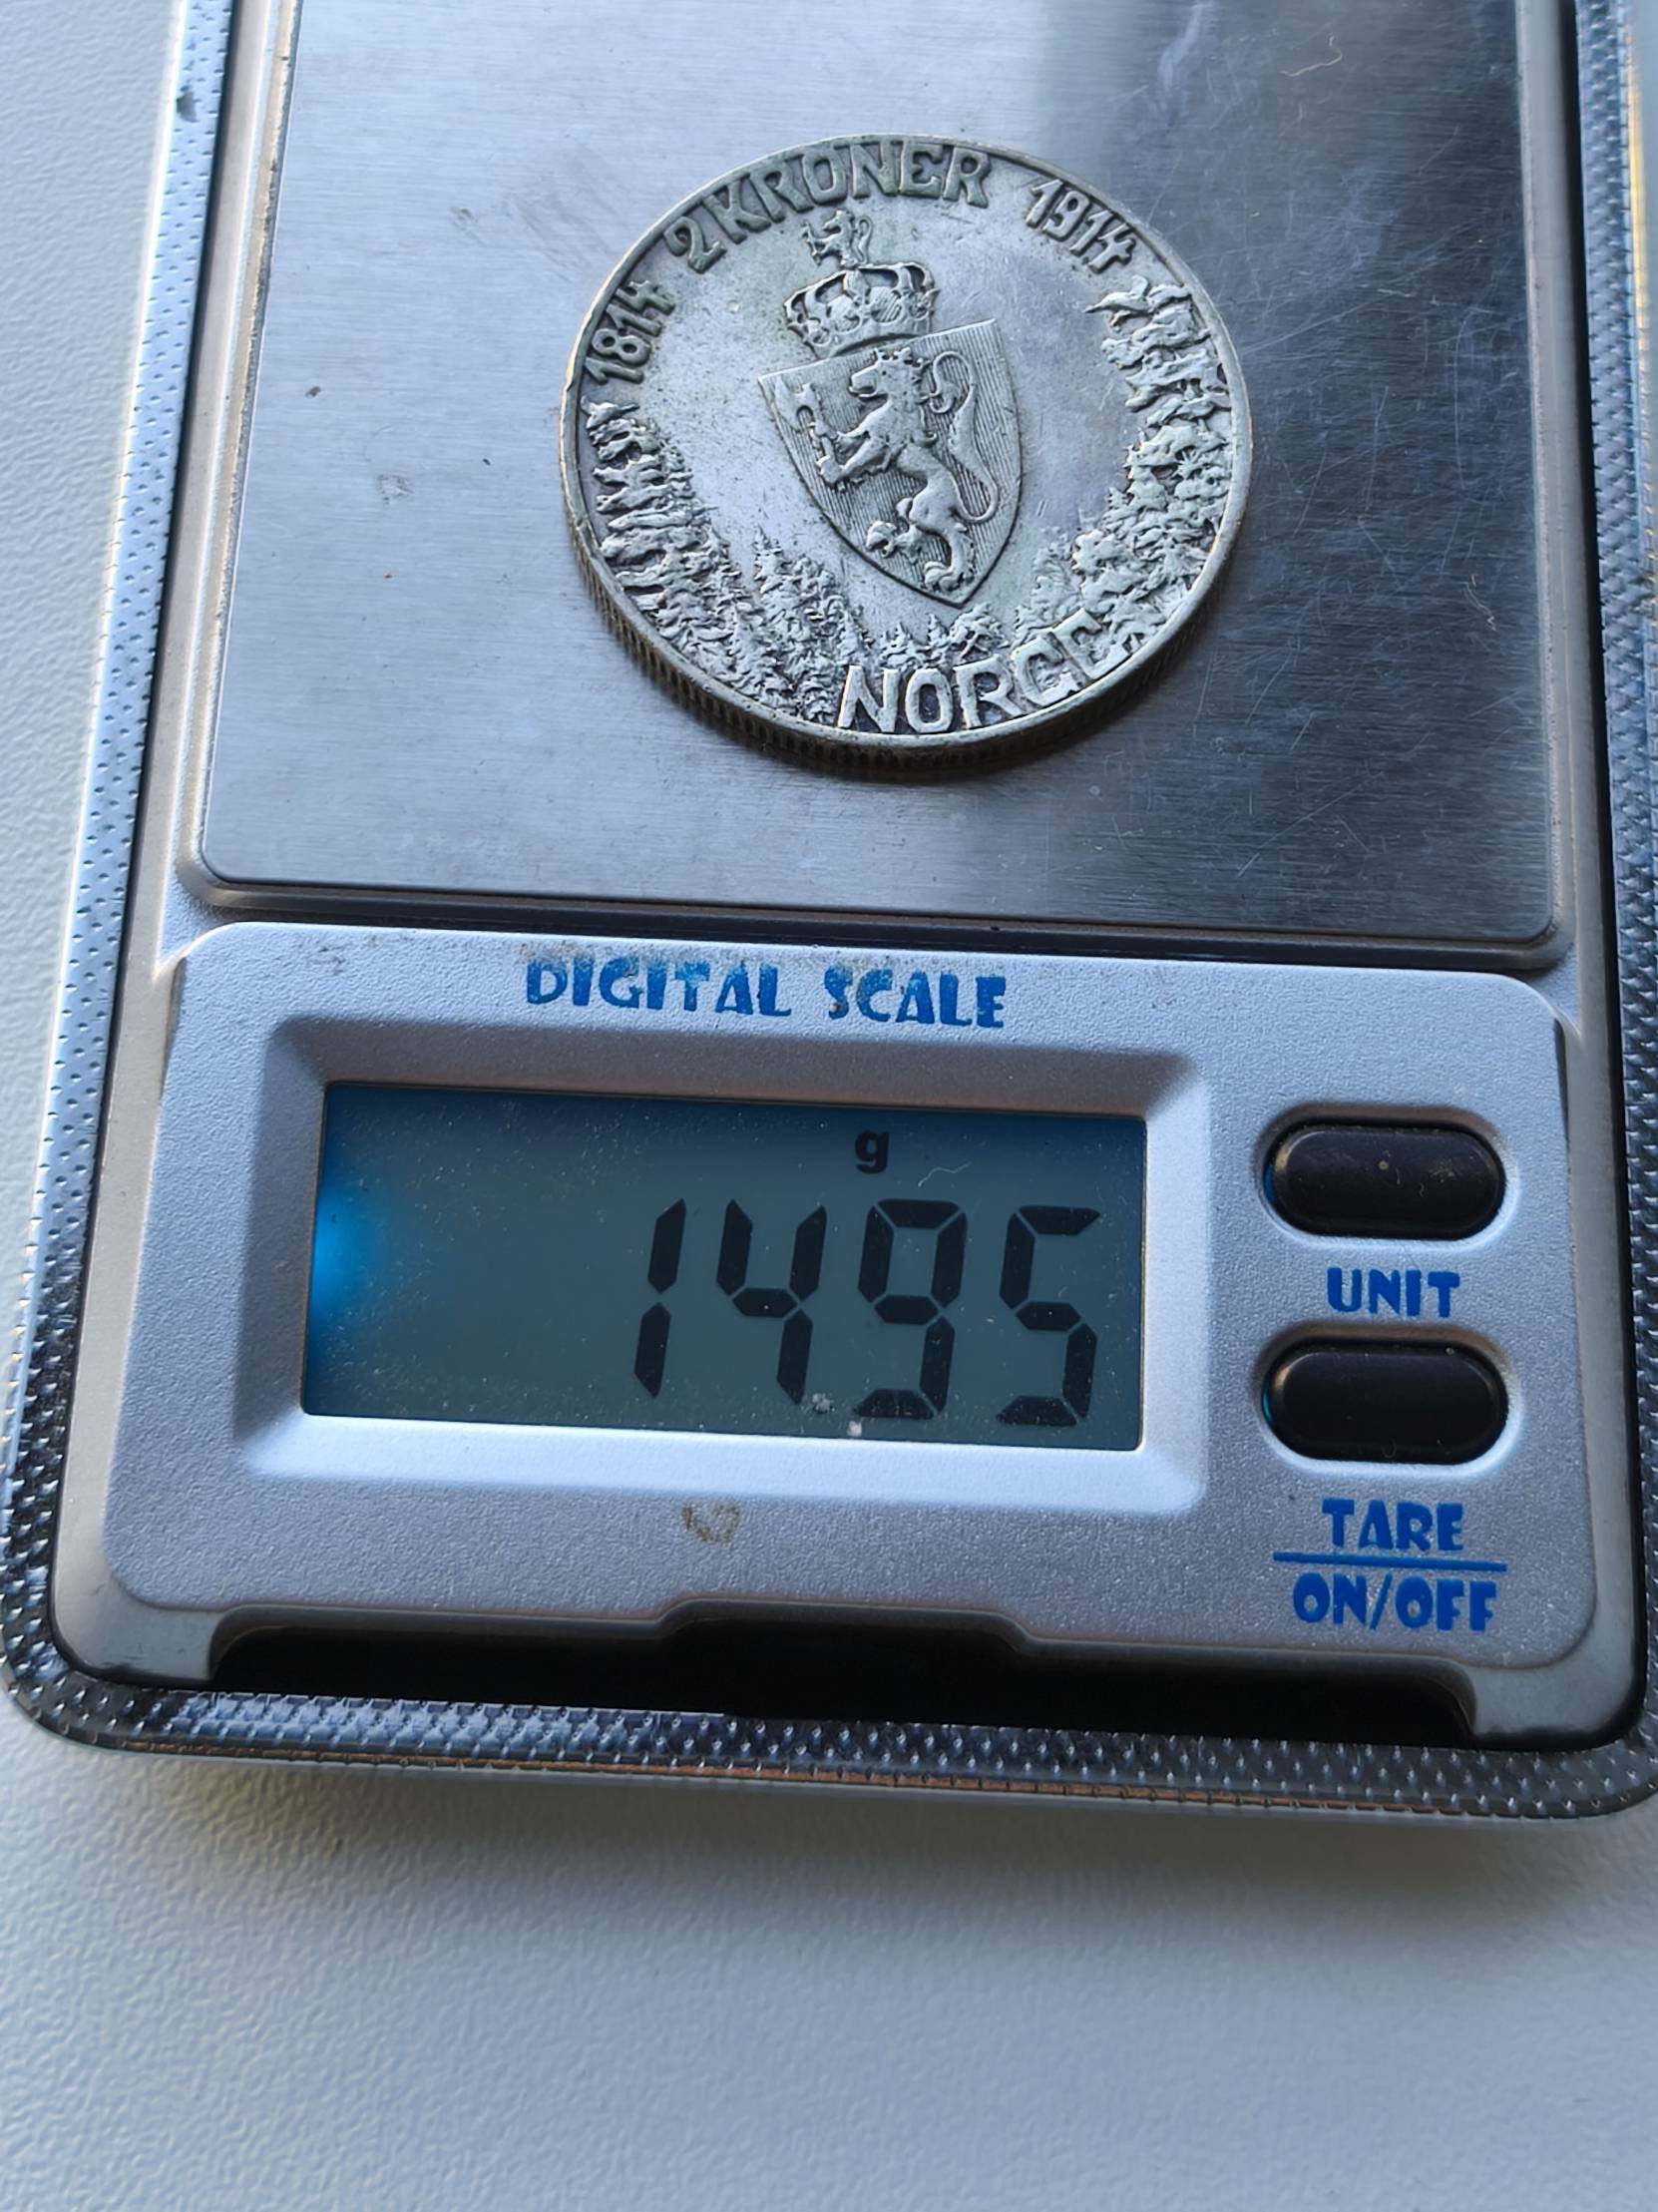 1814 2 KRONER 1914
NORGE
DIGITAL SCALE
g
1495
UNIT
TARE
ON/OFF